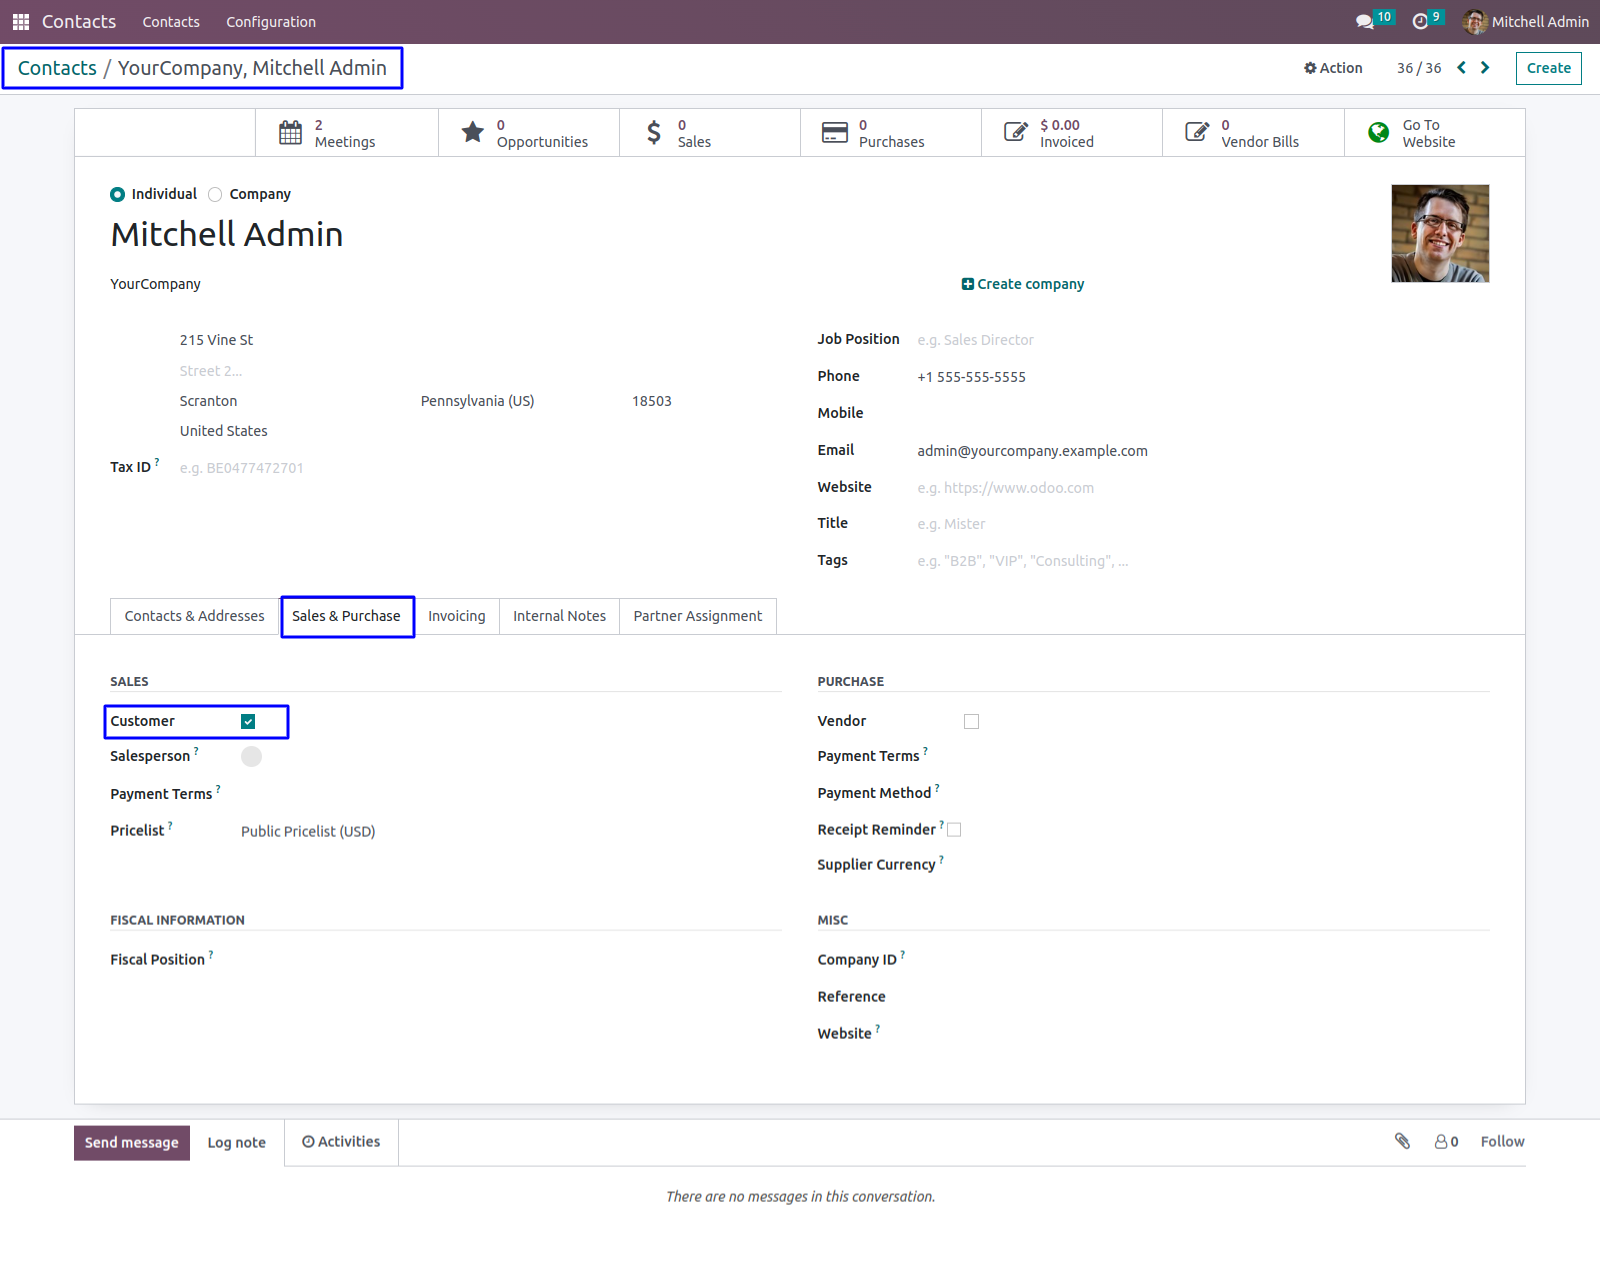 Contacts Contacts Configuration 10 9 Mitchell Admin
Contacts / YourCompany, Mitchell Admin Action 36 / 36 Create
2 Meetings
0 Opportunities
0 Sales
0 Purchases
$ 0.00 Invoiced
0 Vendor Bills
Go To Website
Individual Company
Mitchell Admin
YourCompany
Create company
215 Vine St
Street 2...
Scranton Pennsylvania (US) 18503
United States
Tax ID ? e.g. BE0477472701
Job Position e.g. Sales Director
Phone +1 555-555-5555
Mobile
Email admin@yourcompany.example.com
Website e.g. https://www.odoo.com
Title e.g. Mister
Tags e.g. "B2B", "VIP", "Consulting", ...
Contacts & Addresses Sales & Purchase Invoicing Internal Notes Partner Assignment
SALES
Customer
Salesperson ?
Payment Terms ?
Pricelist ? Public Pricelist (USD)
PURCHASE
Vendor
Payment Terms ?
Payment Method ?
Receipt Reminder ?
Supplier Currency ?
FISCAL INFORMATION
Fiscal Position ?
MISC
Company ID ?
Reference
Website ?
Send message Log note Activities 0 Follow
There are no messages in this conversation.